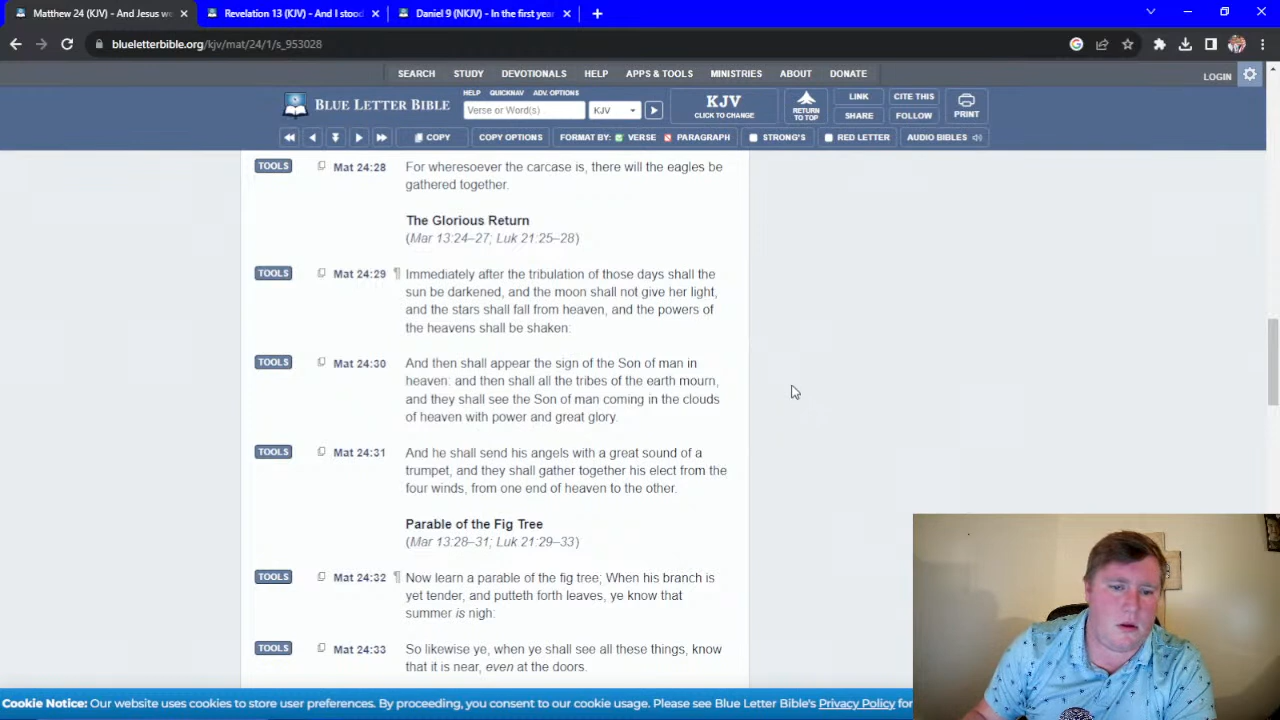 Matthew 24 (KJV) - And Jesus w
Revelation 13 (KJV) - And I stood
Daniel 9 (NKJV) - In the first year
blueletterbible.org/kjv/mat/24/1/s_953028
SEARCH STUDY DEVOTIONALS HELP APPS & TOOLS MINISTRIES ABOUT DONATE
LOGIN
BLUE LETTER BIBLE
HELP QUICKNAV ADV. OPTIONS
Verse or Word(s)
KJV
KJV
CLICK TO CHANGE
RETURN
TO TOP
LINK
CITE THIS
SHARE
FOLLOW
PRINT
COPY COPY OPTIONS FORMAT BY: VERSE PARAGRAPH STRONG'S RED LETTER AUDIO BIBLES
TOOLS Mat 24:28 For wheresoever the carcase is, there will the eagles be
gathered together.
The Glorious Return
(Mar 13:24–27; Luk 21:25–28)
TOOLS Mat 24:29 ¶ Immediately after the tribulation of those days shall the
sun be darkened, and the moon shall not give her light,
and the stars shall fall from heaven, and the powers of
the heavens shall be shaken:
TOOLS Mat 24:30 And then shall appear the sign of the Son of man in
heaven: and then shall all the tribes of the earth mourn,
and they shall see the Son of man coming in the clouds
of heaven with power and great glory.
TOOLS Mat 24:31 And he shall send his angels with a great sound of a
trumpet, and they shall gather together his elect from the
four winds, from one end of heaven to the other.
Parable of the Fig Tree
(Mar 13:28–31; Luk 21:29–33)
TOOLS Mat 24:32 ¶ Now learn a parable of the fig tree; When his branch is
yet tender, and putteth forth leaves, ye know that
summer is nigh:
TOOLS Mat 24:33 So likewise ye, when ye shall see all these things, know
that it is near, even at the doors.
Cookie Notice: Our website uses cookies to store user preferences. By proceeding, you consent to our cookie usage. Please see Blue Letter Bible's Privacy Policy for